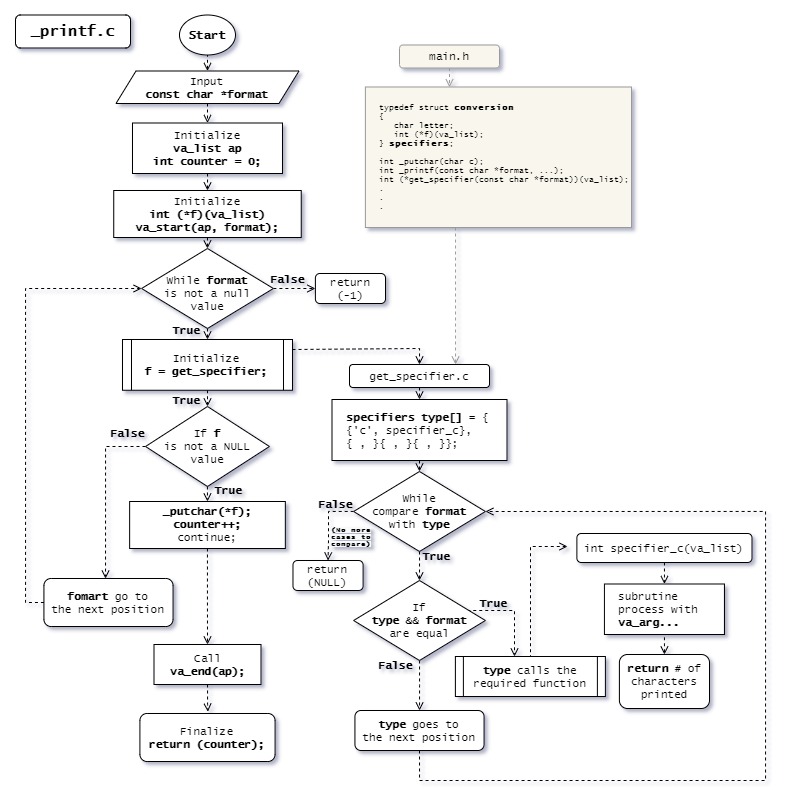 _printf.c
Start
Input
const char *format
Initialize
va_list ap
int counter = 0;
Initialize
int (*f)(va_list)
va_start(ap, format);
While format
is not a null
value
False
return
(-1)
True
Initialize
f = get_specifier;
True
If f
is not a NULL
value
False
True
_putchar(*f);
counter++;
continue;
fomart go to
the next position
Call
va_end(ap);
Finalize
return (counter);
main.h
typedef struct conversion
{
char letter;
int (*f)(va_list);
} specifiers;
int _putchar(char c);
int _printf(const char *format, ...);
int (*get_specifier(const char *format))(va_list);
.
.
.
get_specifier.c
specifiers type[] = {
{'c', specifier_c},
{ , }{ , }{ , }};
While
compare format
with type
False
(No more
cases to
compare)
return
(NULL)
True
If
type && format
are equal
True
False
type calls the
required function
type goes to
the next position
int specifier_c(va_list)
subrutine
process with
va_arg...
return # of
characters
printed